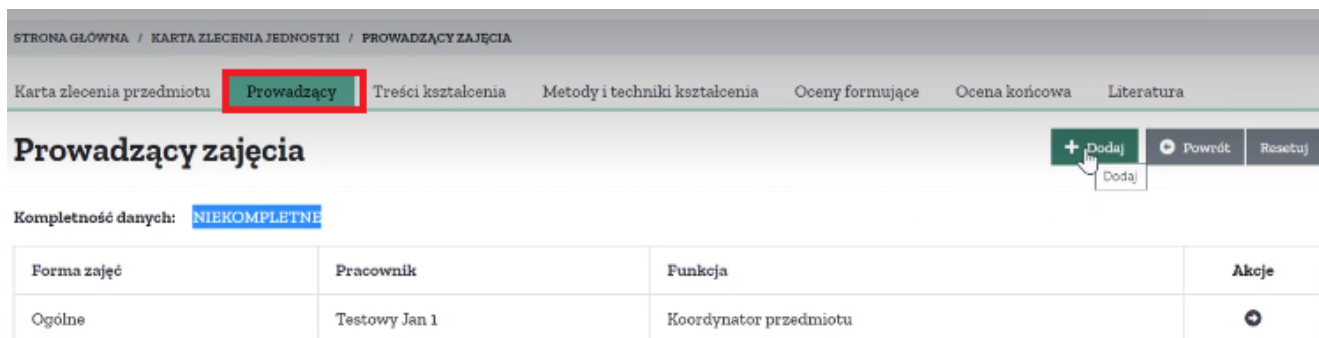 STRONA GŁÓWNA / KARTA ZLECENIA JEDNOSTKI / PROWADZĄCY ZAJĘCIA
Karta zlecenia przedmiotu Prowadzący Treści kształcenia Metody i techniki kształcenia Oceny formujące Ocena końcowa Literatura
Prowadzący zajęcia
+ Dodaj Powrót Resetuj
Dodaj
Kompletność danych: NIEKOMPLETNE
Forma zajęć Pracownik Funkcja Akcje
Ogólne Testowy Jan 1 Koordynator przedmiotu